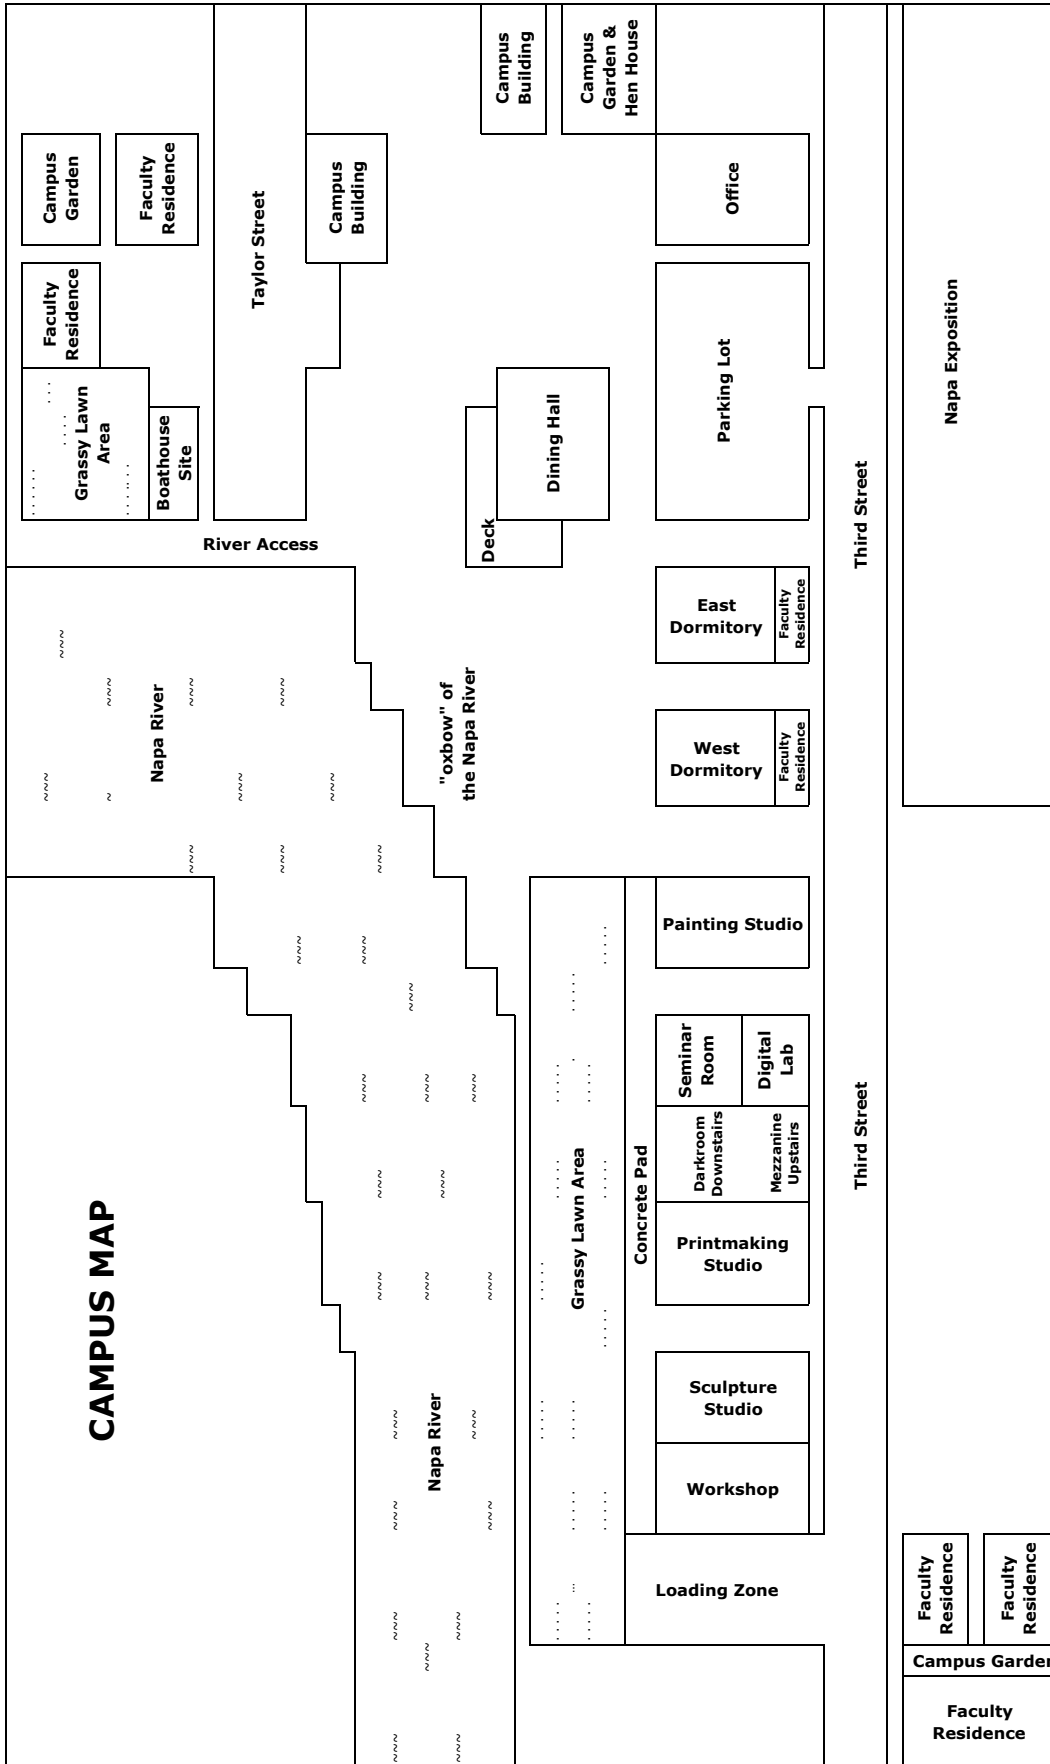 CAMPUS MAP
Campus
Garden
Faculty
Residence
Faculty
Residence
Grassy Lawn
Area
Boathouse
Site
Taylor Street
Campus
Building
Campus
Building
Campus
Garden &
Hen House
Office
River Access
Deck
Dining Hall
Parking Lot
Napa Exposition
Third Street
Napa River
"oxbow" of
the Napa River
East
Dormitory
Faculty
Residence
West
Dormitory
Faculty
Residence
Painting Studio
Seminar
Room
Digital
Lab
Darkroom
Downstairs
Mezzanine
Upstairs
Third Street
Concrete Pad
Grassy Lawn Area
Printmaking
Studio
Sculpture
Studio
Napa River
Workshop
Loading Zone
Faculty
Residence
Faculty
Residence
Campus Garden
Faculty
Residence